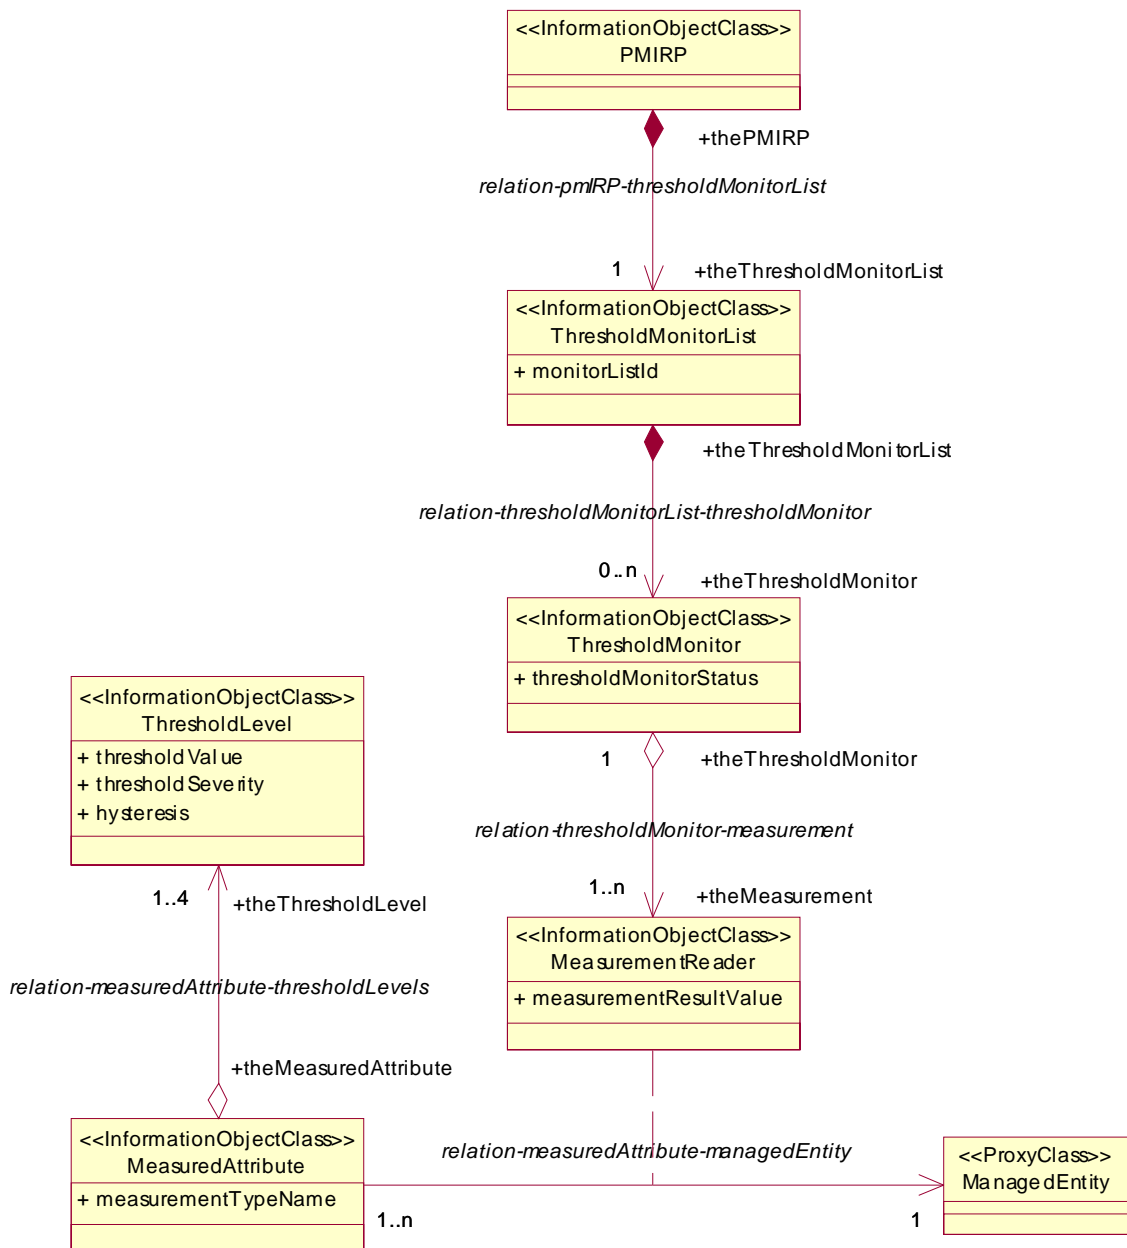 <<InformationObjectClass>>
PMIRP
+thePMIRP
relation-pmIRP-thresholdMonitorList
1
+theThresholdMonitorList
<<InformationObjectClass>>
ThresholdMonitorList
+ monitorListId
+theThresholdMonitorList
relation-thresholdMonitorList-thresholdMonitor
0..n
+theThresholdMonitor
<<InformationObjectClass>>
ThresholdMonitor
+ thresholdMonitorStatus
<<InformationObjectClass>>
ThresholdLevel
+ thresholdValue
+ thresholdSeverity
+ hysteresis
1
+theThresholdMonitor
relation-thresholdMonitor-measurement
1..n
+theMeasurement
1..4
+theThresholdLevel
<<InformationObjectClass>>
MeasurementReader
+ measurementResultValue
relation-measuredAttribute-thresholdLevels
+theMeasuredAttribute
<<InformationObjectClass>>
MeasuredAttribute
+ measurementTypeName
relation-measuredAttribute-managedEntity
1..n
1
<<ProxyClass>>
ManagedEntity